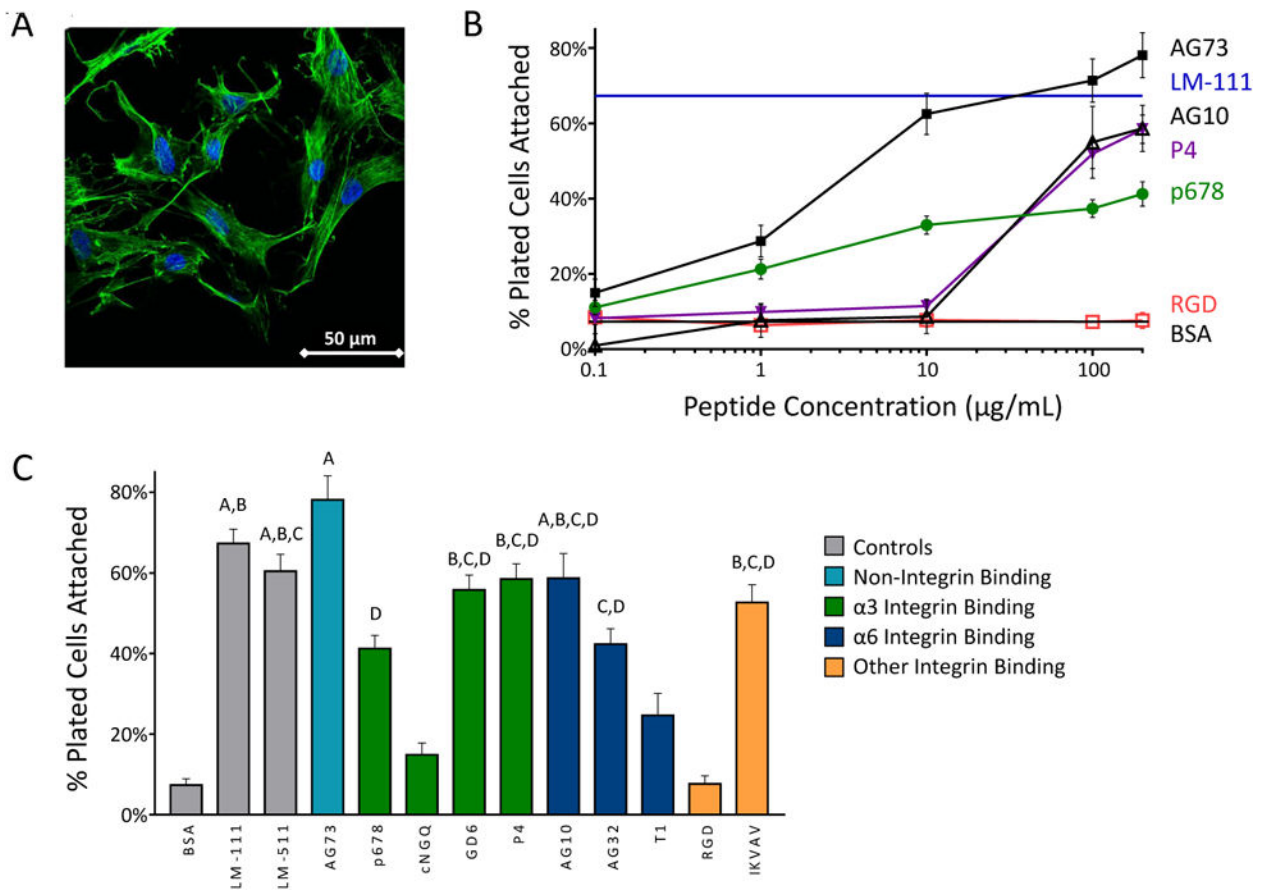 A
50 µm
B
% Plated Cells Attached
80%
60%
40%
20%
0%
0.1
1
10
100
Peptide Concentration (µg/mL)
AG73
LM-111
AG10
P4
p678
RGD
BSA
C
% Plated Cells Attached
80%
60%
40%
20%
0%
A,B
A,B,C
A
D
B,C,D
B,C,D
A,B,C,D
C,D
B,C,D
BSA
LM-111
LM-511
AG73
p678
cNGQ
GD6
P4
AG10
AG32
T1
RGD
IKVAV
Controls
Non-Integrin Binding
α3 Integrin Binding
α6 Integrin Binding
Other Integrin Binding